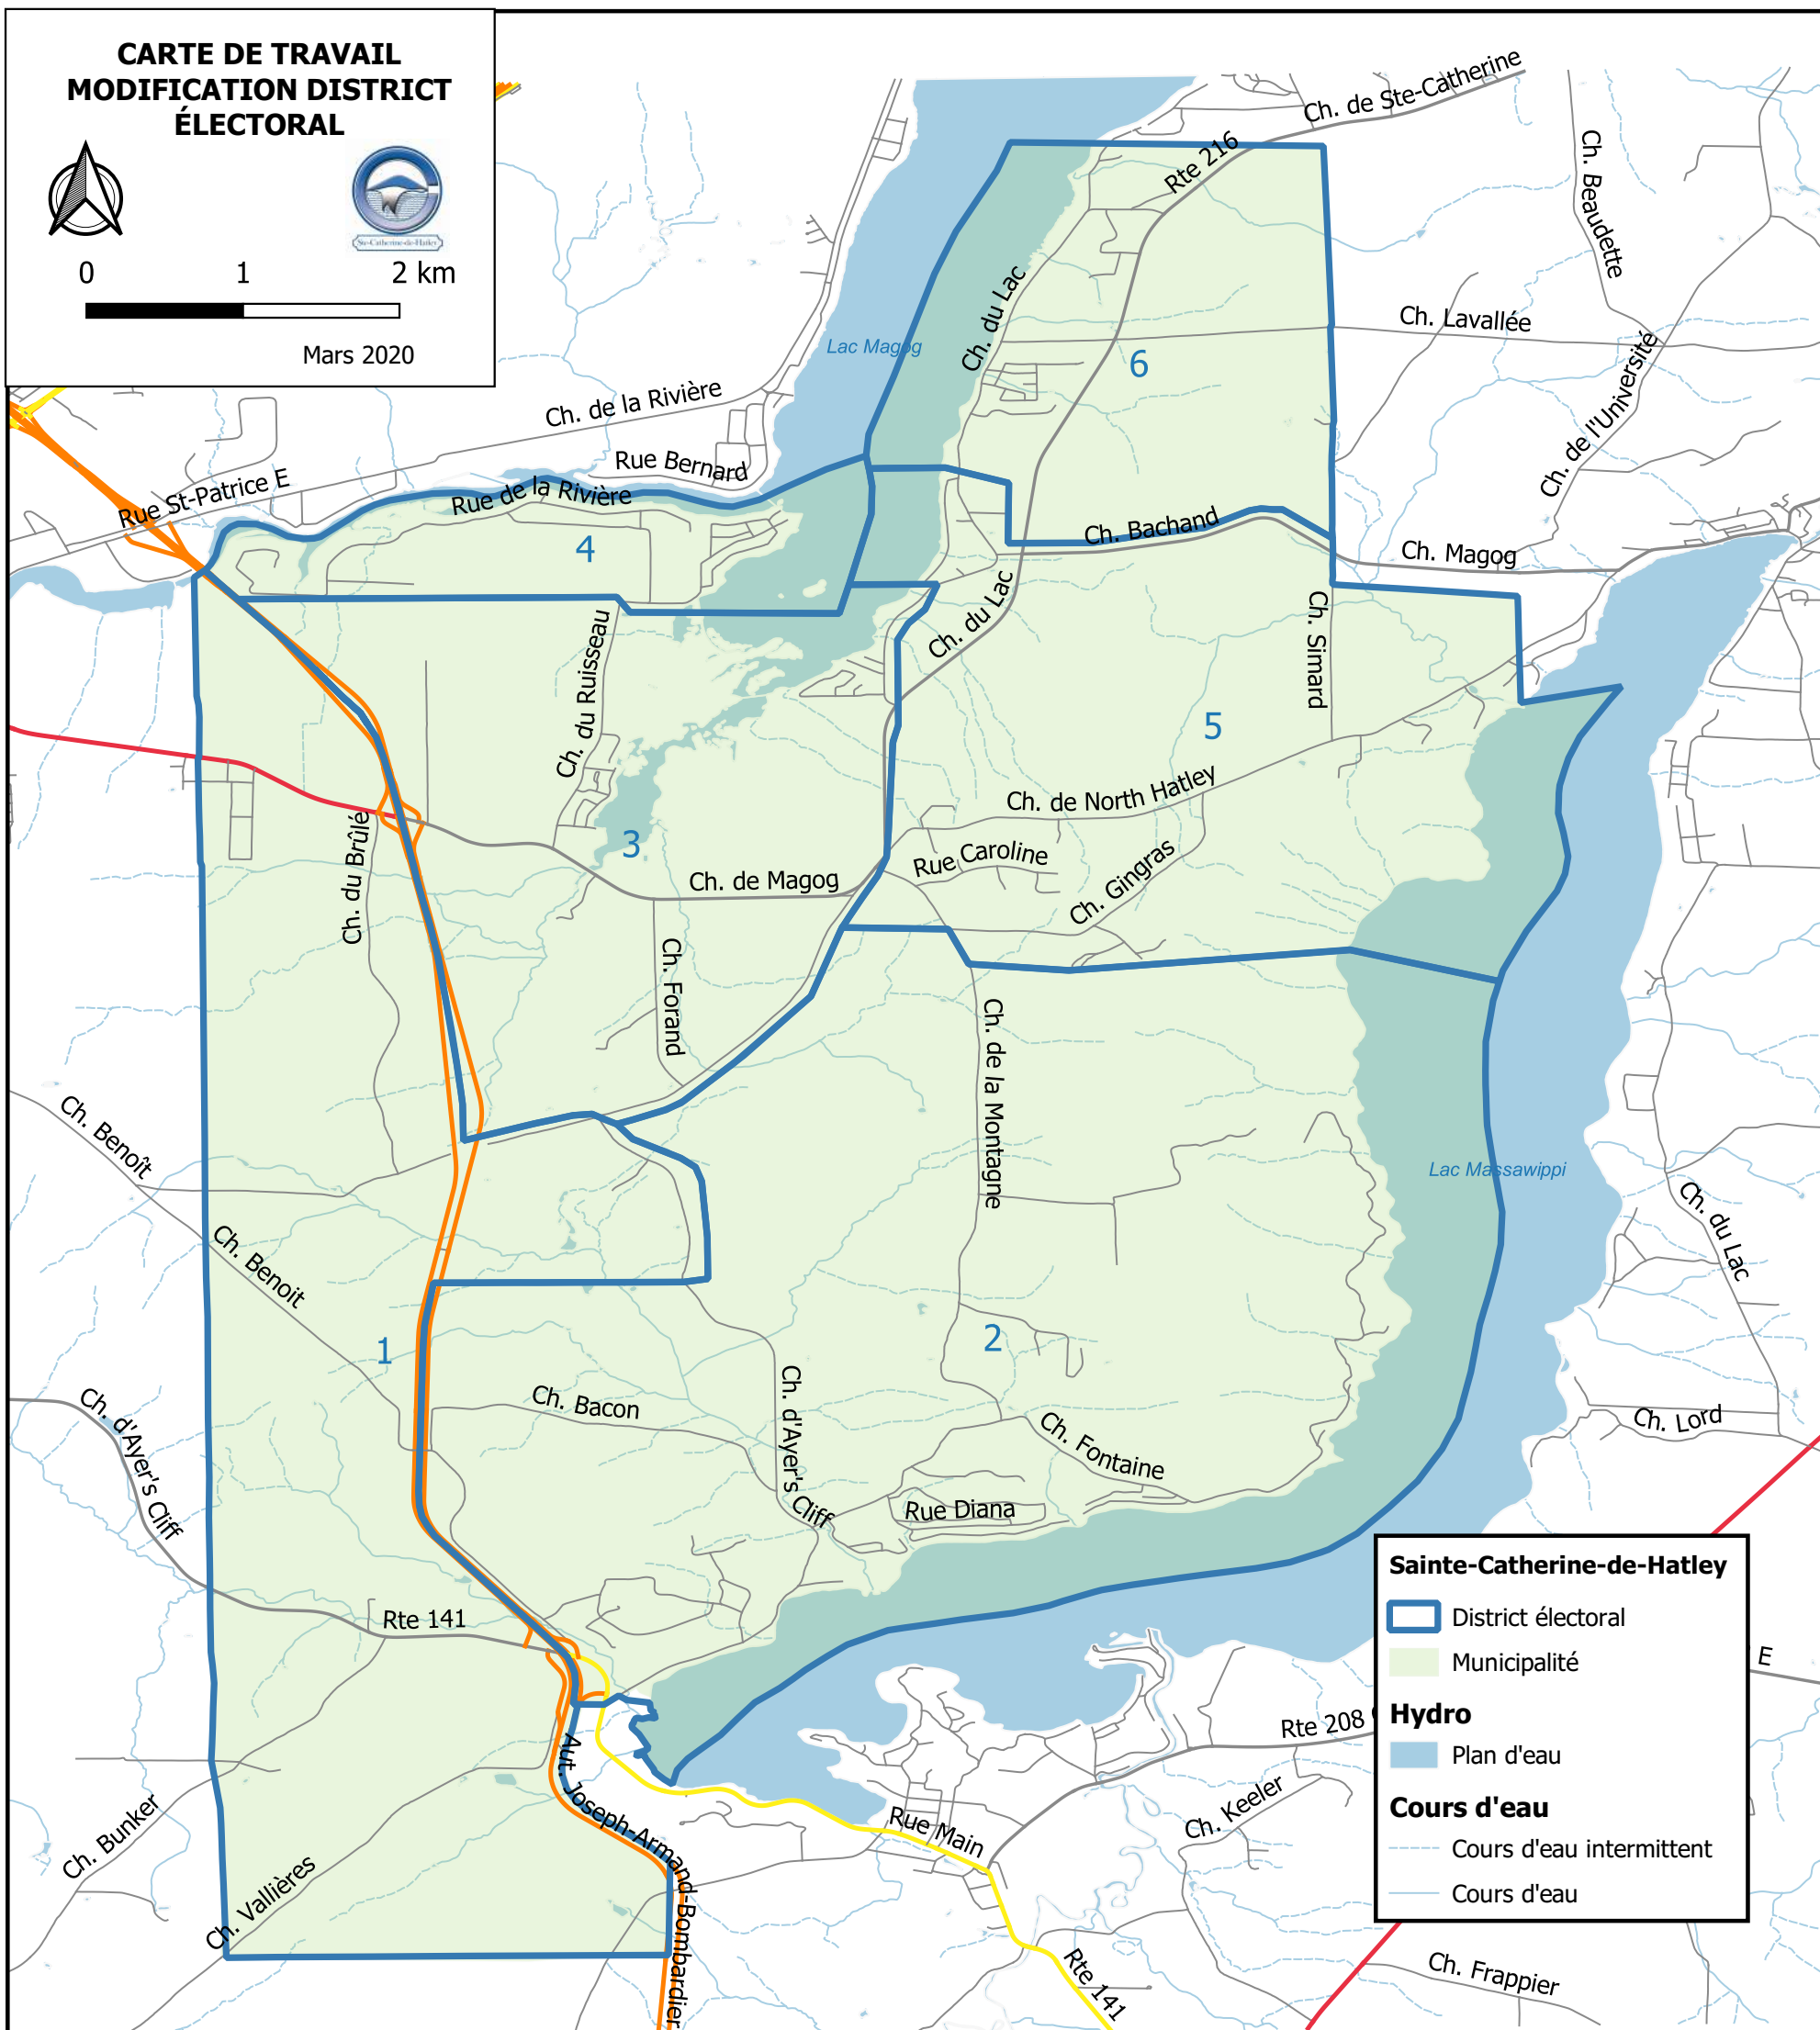 CARTE DE TRAVAIL
MODIFICATION DISTRICT
ÉLECTORAL
Ste-Catherine-de-Hatley
0 1 2 km
Mars 2020
Ch. de Ste-Catherine
Rte 216
Ch. Beaudette
Ch. du Lac
Lac Magog
Ch. Lavallée
6
Ch. de l'Université
Ch. de la Rivière
Rue Bernard
Rue St-Patrice E
Rue de la Rivière
4
Ch. Bachand
Ch. Magog
Ch. du Lac
Ch. Simard
Ch. du Ruisseau
5
Ch. de North Hatley
Ch. du Brûlé
3
Ch. de Magog
Rue Caroline
Ch. Gingras
Ch. Forand
Ch. de la Montagne
Ch. Benoît
Lac Massawippi
Ch. du Lac
Ch. Benoit
1
2
Ch. d'Ayer's Cliff
Ch. Bacon
Ch. d'Ayer's Cliff
Ch. Fontaine
Ch. Lord
Rue Diana
Rte 141
Sainte-Catherine-de-Hatley
District électoral
Municipalité
Hydro
Plan d'eau
Cours d'eau
Cours d'eau intermittent
Cours d'eau
E
Rte 208
Aut. Joseph-Armand-Bombardier
Ch. Bunker
Ch. Vallières
Rue Main
Ch. Keeler
Rte 141
Ch. Frappier